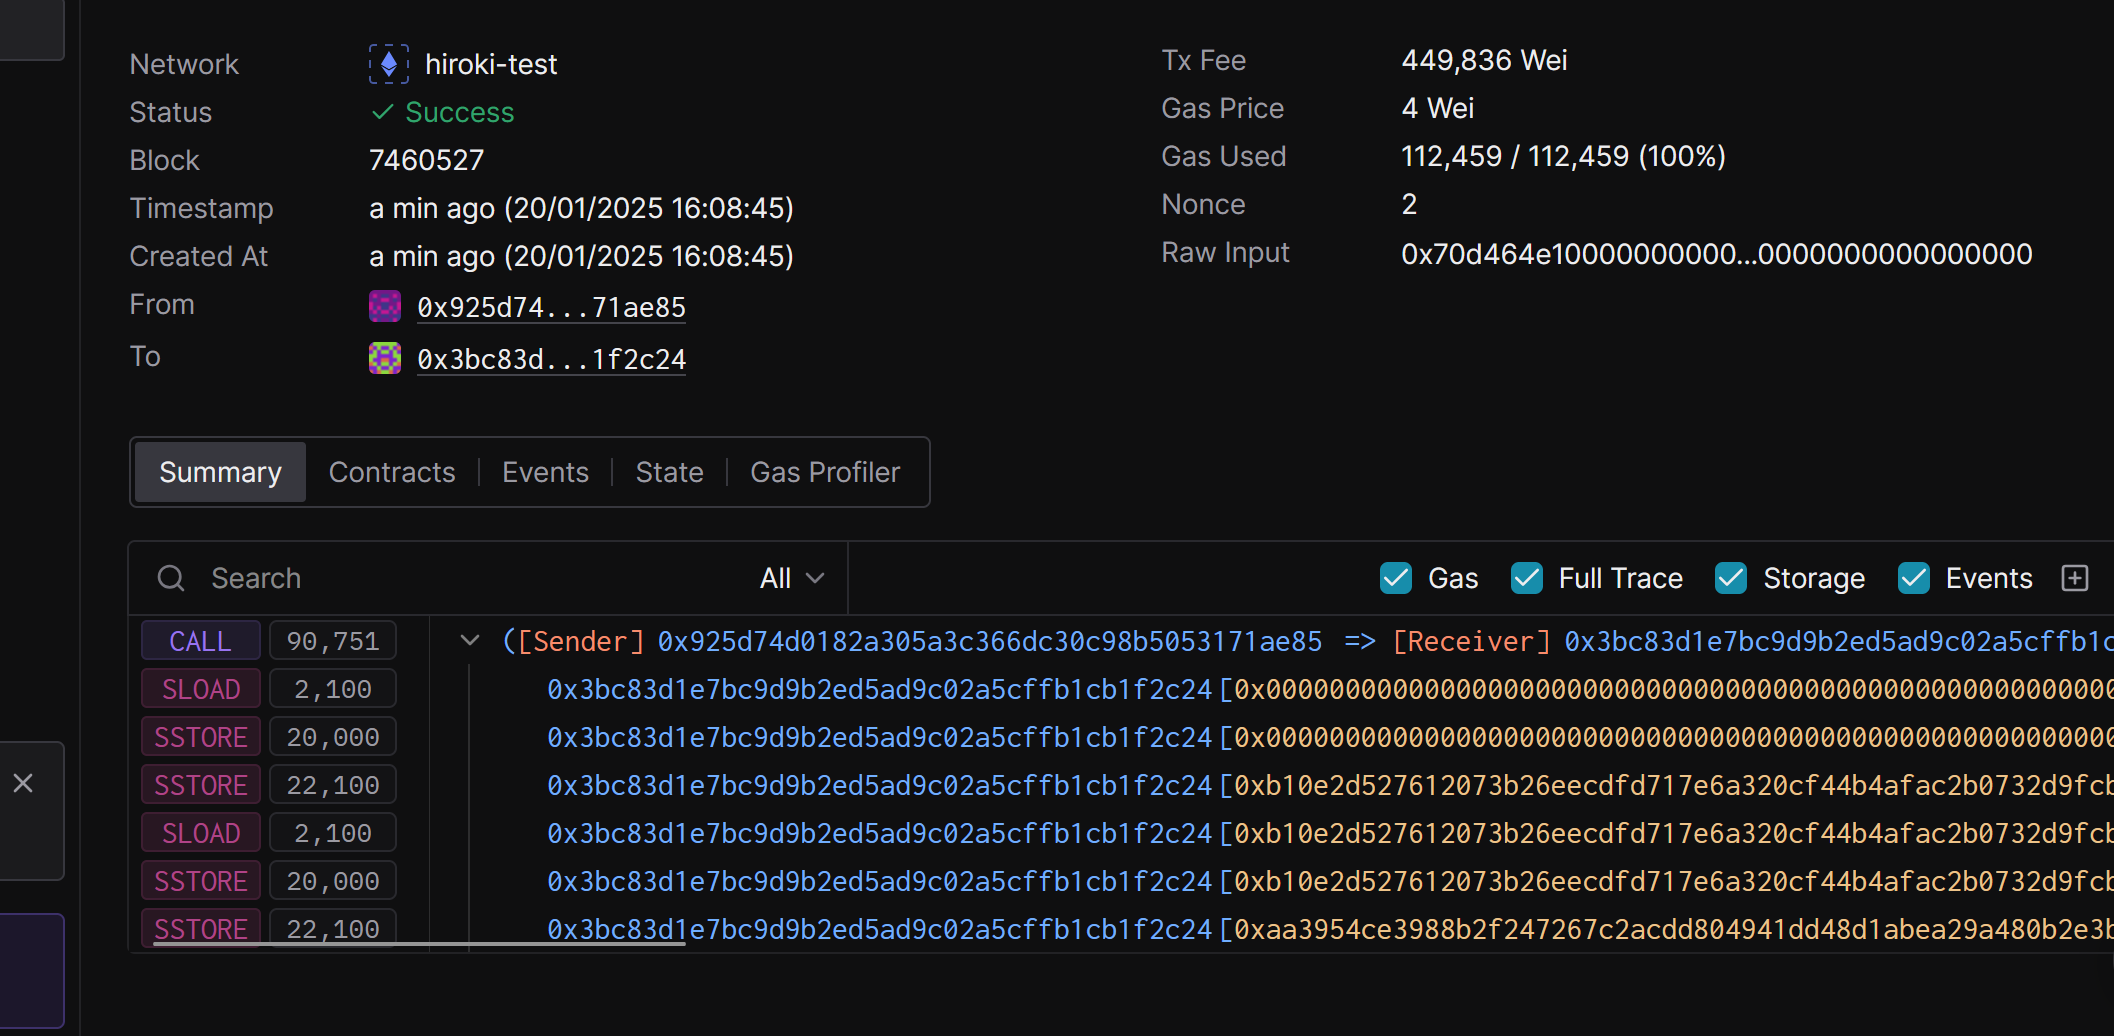 Network hiroki-test
Status Success
Block 7460527
Timestamp a min ago (20/01/2025 16:08:45)
Created At a min ago (20/01/2025 16:08:45)
From 0x925d74...71ae85
To 0x3bc83d...1f2c24
Tx Fee 449,836 Wei
Gas Price 4 Wei
Gas Used 112,459 / 112,459 (100%)
Nonce 2
Raw Input 0x70d464e10000000000...0000000000000000
Summary Contracts Events State Gas Profiler
Search All Gas Full Trace Storage Events
CALL 90,751 ([Sender] 0x925d74d0182a305a3c366dc30c98b5053171ae85 => [Receiver] 0x3bc83d1e7bc9d9b2ed5ad9c02a5cffb1c
SLOAD 2,100 0x3bc83d1e7bc9d9b2ed5ad9c02a5cffb1cb1f2c24[0x000000000000000000000000000000000000000000000000000000
SSTORE 20,000 0x3bc83d1e7bc9d9b2ed5ad9c02a5cffb1cb1f2c24[0x000000000000000000000000000000000000000000000000000000
SSTORE 22,100 0x3bc83d1e7bc9d9b2ed5ad9c02a5cffb1cb1f2c24[0xb10e2d527612073b26eecdfd717e6a320cf44b4afac2b0732d9fcb
SLOAD 2,100 0x3bc83d1e7bc9d9b2ed5ad9c02a5cffb1cb1f2c24[0xb10e2d527612073b26eecdfd717e6a320cf44b4afac2b0732d9fcb
SSTORE 20,000 0x3bc83d1e7bc9d9b2ed5ad9c02a5cffb1cb1f2c24[0xb10e2d527612073b26eecdfd717e6a320cf44b4afac2b0732d9fcb
SSTORE 22,100 0x3bc83d1e7bc9d9b2ed5ad9c02a5cffb1cb1f2c24[0xaa3954ce3988b2f247267c2acdd804941dd48d1abea29a480b2e3b